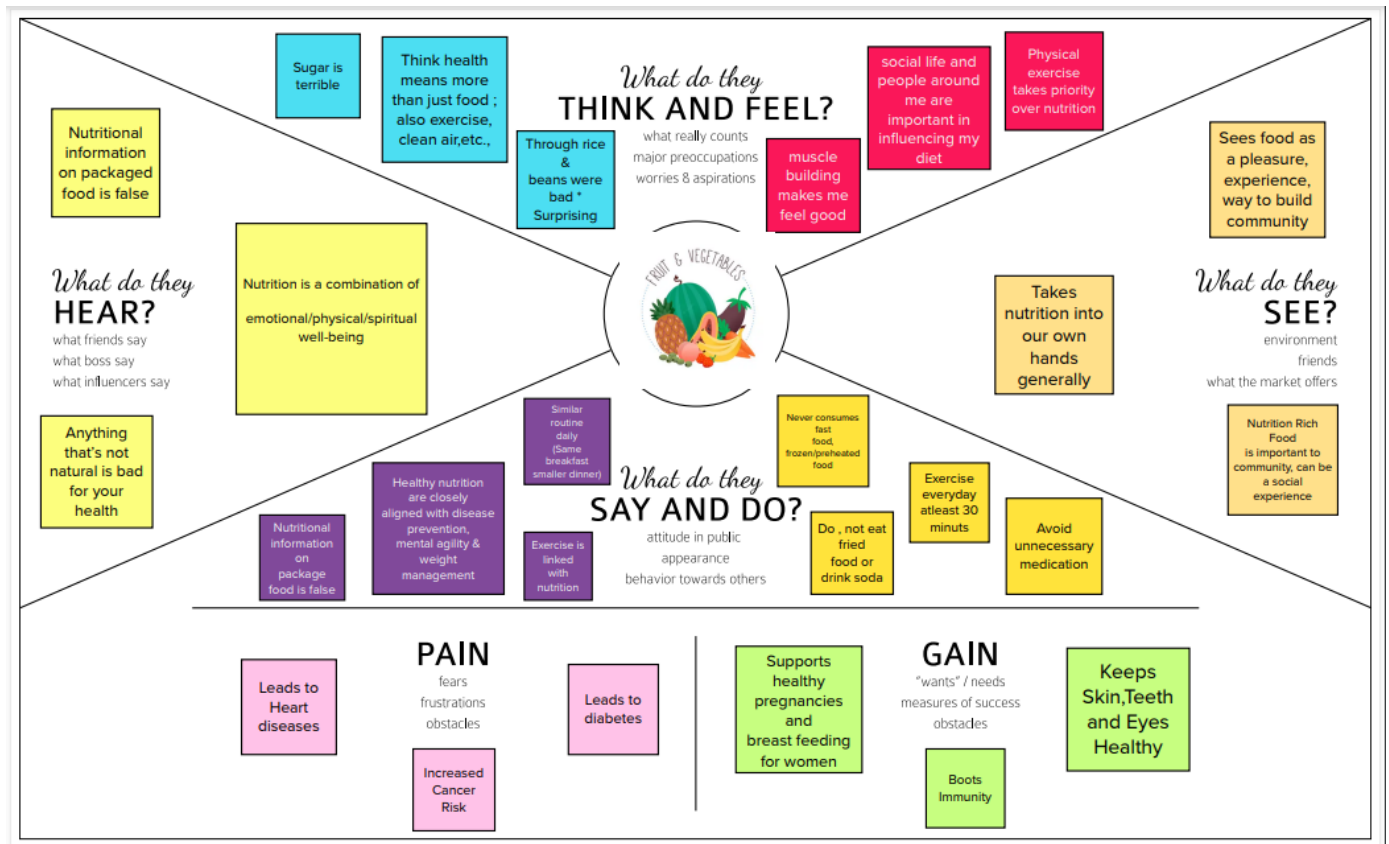 Sugar is
terrible
Think health
means more
than just food ;
also exercise,
clean air,etc.,
Through rice
&
beans were
bad *
Surprising
What do they
THINK AND FEEL?
what really counts
major preoccupations
worries & aspirations
muscle
building
makes me
feel good
social life and
people around
me are
important in
influencing my
diet
Physical
exercise
takes priority
over nutrition
Nutritional
information
on packaged
food is false
Nutrition is a combination of
emotional/physical/spiritual
well-being
What do they
HEAR?
what friends say
what boss say
what influencers say
Anything
that's not
natural is bad
for your
health
FRUIT & VEGETABLES
Sees food as
a pleasure,
experience,
way to build
community
Takes
nutrition into
our own
hands
generally
What do they
SEE?
environment
friends
what the market offers
Nutrition Rich
Food
is important to
community, can be
a social
experience
Similar
routine
daily
(Same
breakfast
smaller dinner)
Healthy nutrition
are closely
aligned with disease
prevention,
mental agility &
weight
management
Nutritional
information
on
package
food is false
Exercise is
linked
with
nutrition
What do they
SAY AND DO?
attitude in public
appearance
behavior towards others
Never consumes
fast
food,
frozen/preheated
food
Do , not eat
fried
food or
drink soda
Exercise
everyday
atleast 30
minuts
Avoid
unnecessary
medication
PAIN
fears
frustrations
obstacles
Leads to
Heart
diseases
Increased
Cancer
Risk
Leads to
diabetes
GAIN
"wants" / needs
measures of success
obstacles
Supports
healthy
pregnancies
and
breast feeding
for women
Boots
Immunity
Keeps
Skin,Teeth
and Eyes
Healthy